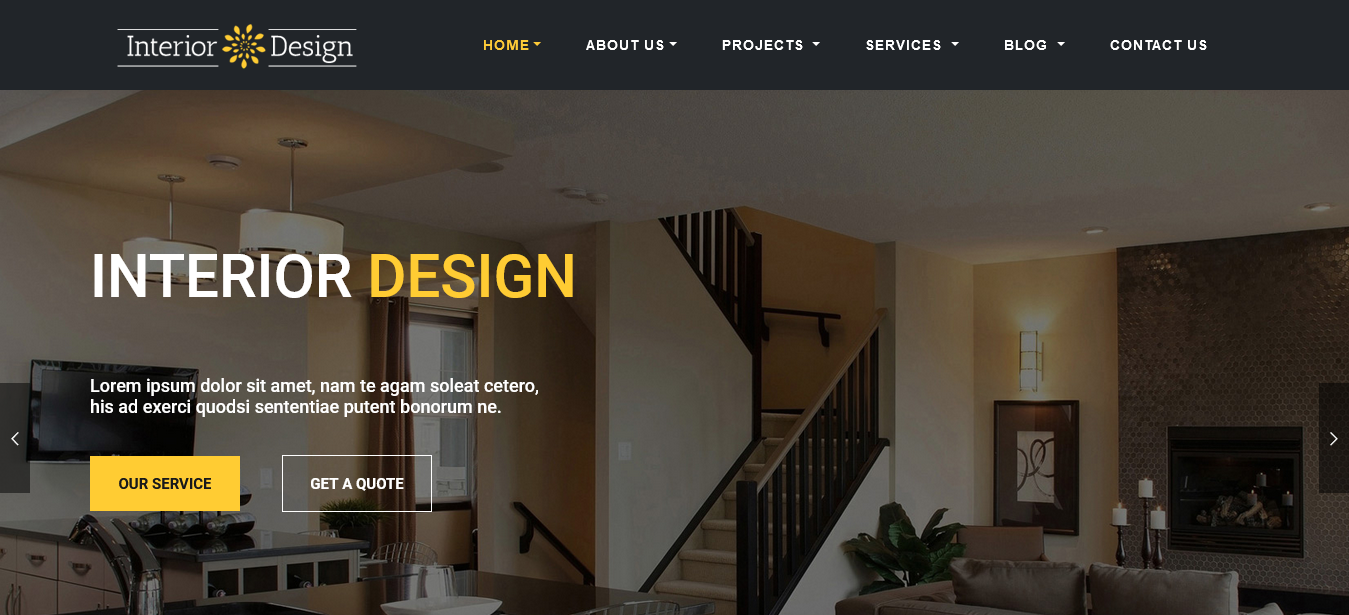 Interior Design
HOME
ABOUT US
PROJECTS
SERVICES
BLOG
CONTACT US
INTERIOR DESIGN
Lorem ipsum dolor sit amet, nam te agam soleat cetero,
his ad exerci quodsi sententiae putent bonorum ne.
OUR SERVICE
GET A QUOTE